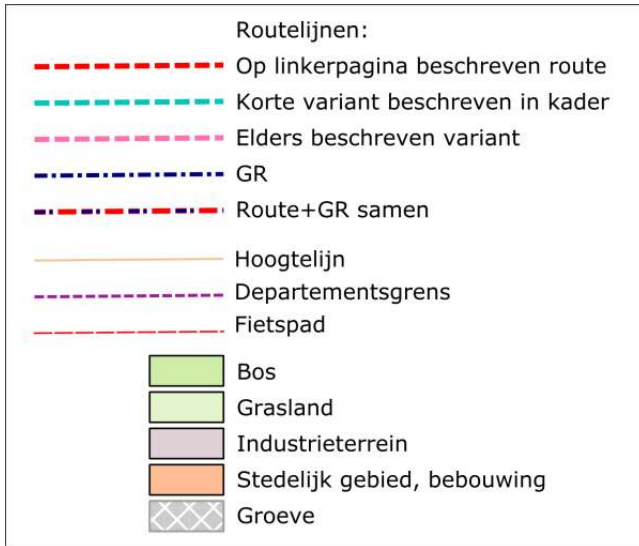 Routelijnen:
Op linkerpagina beschreven route
Korte variant beschreven in kader
Elders beschreven variant
GR
Route+GR samen
Hoogtelijn
Departementsgrens
Fietspad
Bos
Grasland
Industrieterrein
Stedelijk gebied, bebouwing
Groeve